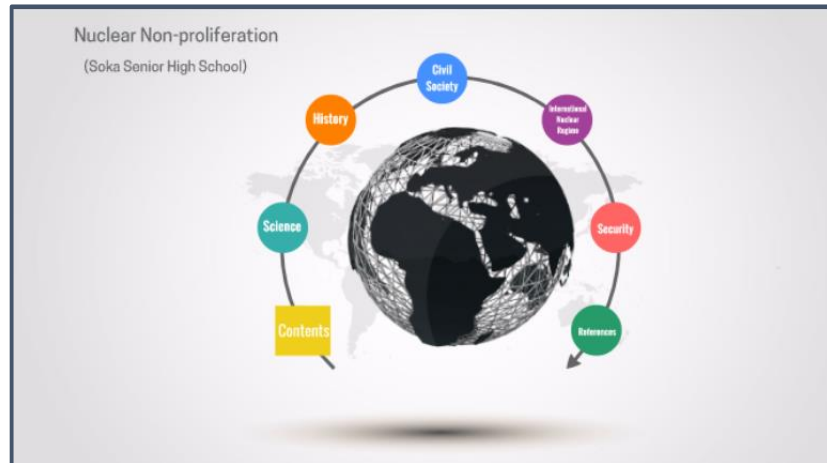 Nuclear Non-proliferation
(Soka Senior High School)
Contents
Science
History
Civil
Society
International
Nuclear
Regime
Security
References